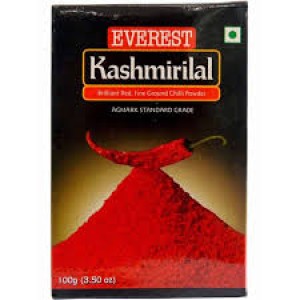 EVEREST
Kashmirilal
Brilliant Red, Fine Ground Chilli Powder
AGMARK STANDARD GRADE
100g (3.50 oz)